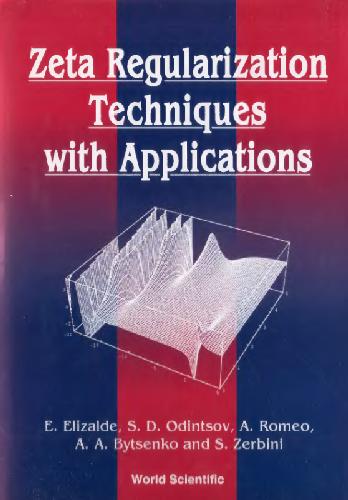 Zeta Regularization
Techniques
with Applications
E. Elizalde, S. D. Odintsov, A. Romeo,
A. A. Bytsenko and S. Zerbini
World Scientific